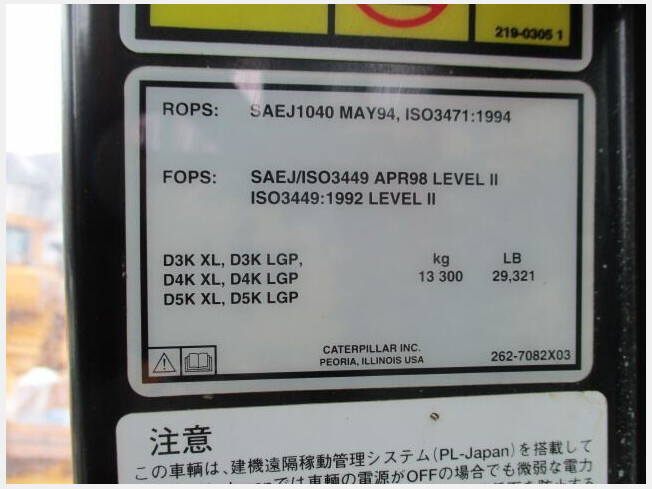 219-0305 1
ROPS: SAEJ1040 MAY94, ISO3471:1994
FOPS: SAEJ/ISO3449 APR98 LEVEL II
ISO3449:1992 LEVEL II
D3K XL, D3K LGP, kg LB
D4K XL, D4K LGP 13 300 29,321
D5K XL, D5K LGP
CATERPILLAR INC.
PEORIA, ILLINOIS USA
262-7082X03
注意
この車輌は、建機遠隔稼動管理システム(PL-Japan)を搭載して
では車輌の電源がOFFの場合でも微弱な電力